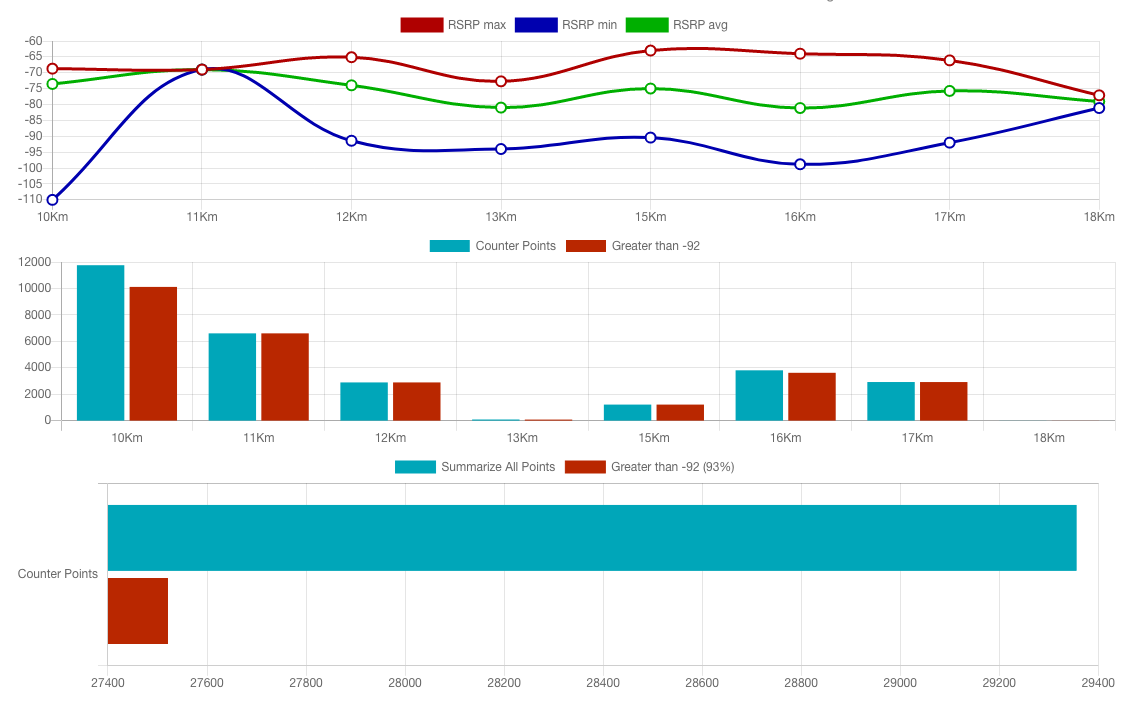 RSRP max RSRP min RSRP avg
-60
-65
-70
-75
-80
-85
-90
-95
-100
-105
-110
10Km 11Km 12Km 13Km 15Km 16Km 17Km 18Km
Counter Points Greater than -92
12000
10000
8000
6000
4000
2000
0
10Km 11Km 12Km 13Km 15Km 16Km 17Km 18Km
Summarize All Points Greater than -92 (93%)
Counter Points
27400 27600 27800 28000 28200 28400 28600 28800 29000 29200 29400